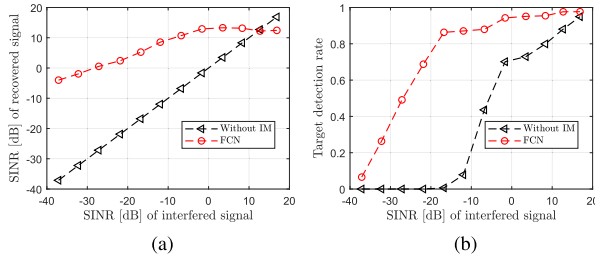 20
10
0
-10
-20
-30
-40
-40 -30 -20 -10 0 10 20
SINR [dB] of recovered signal
SINR [dB] of interfered signal
Without IM
FCN
(a)
1
0.8
0.6
0.4
0.2
0
-40 -30 -20 -10 0 10 20
Target detection rate
SINR [dB] of interfered signal
Without IM
FCN
(b)